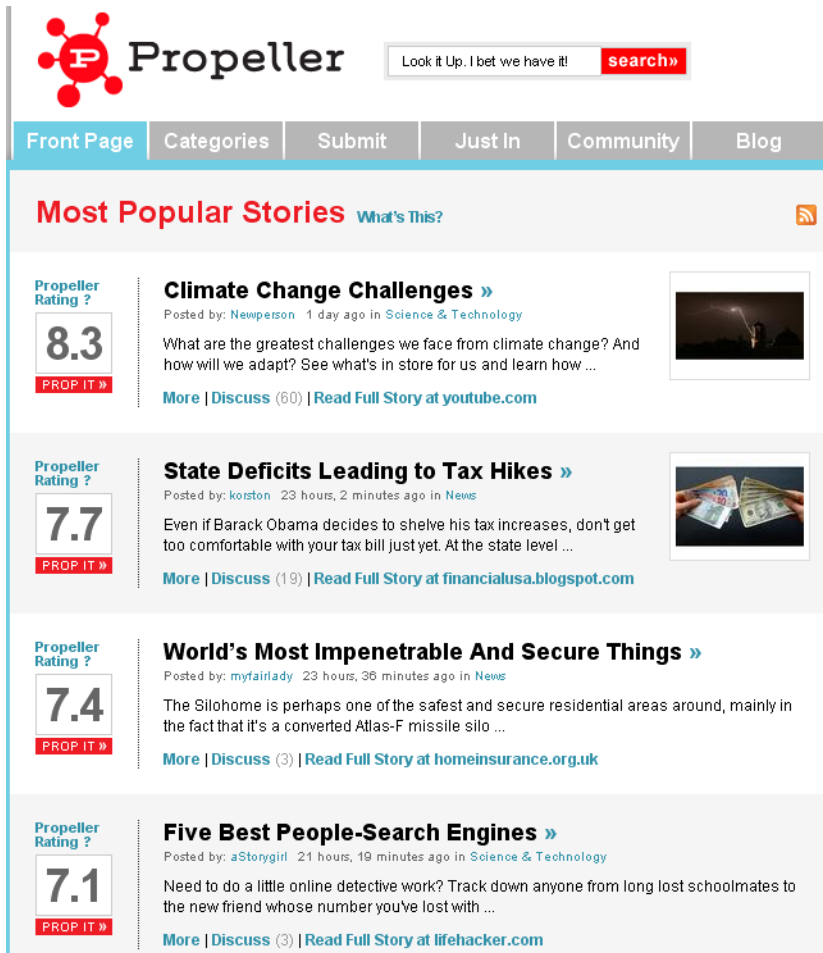 Propeller
Look it Up. I bet we have it! search»
Front Page Categories Submit Just In Community Blog
Most Popular Stories What's This?
Propeller
Rating ?
8.3
PROP IT »
Climate Change Challenges »
Posted by: Newperson 1 day ago in Science & Technology
What are the greatest challenges we face from climate change? And
how will we adapt? See what's in store for us and learn how ...
More | Discuss (60) | Read Full Story at youtube.com
Propeller
Rating ?
7.7
PROP IT »
State Deficits Leading to Tax Hikes »
Posted by: korston 23 hours, 2 minutes ago in News
Even if Barack Obama decides to shelve his tax increases, don't get
too comfortable with your tax bill just yet. At the state level ...
More | Discuss (19) | Read Full Story at financialusa.blogspot.com
Propeller
Rating ?
7.4
PROP IT »
World's Most Impenetrable And Secure Things »
Posted by: myfairlady 23 hours, 36 minutes ago in News
The Silohome is perhaps one of the safest and secure residential areas around, mainly in
the fact that it's a converted Atlas-F missile silo ...
More | Discuss (3) | Read Full Story at homeinsurance.org.uk
Propeller
Rating ?
7.1
PROP IT »
Five Best People-Search Engines »
Posted by: aStorygirl 21 hours, 19 minutes ago in Science & Technology
Need to do a little online detective work? Track down anyone from long lost schoolmates to
the new friend whose number you've lost with ...
More | Discuss (3) | Read Full Story at lifehacker.com